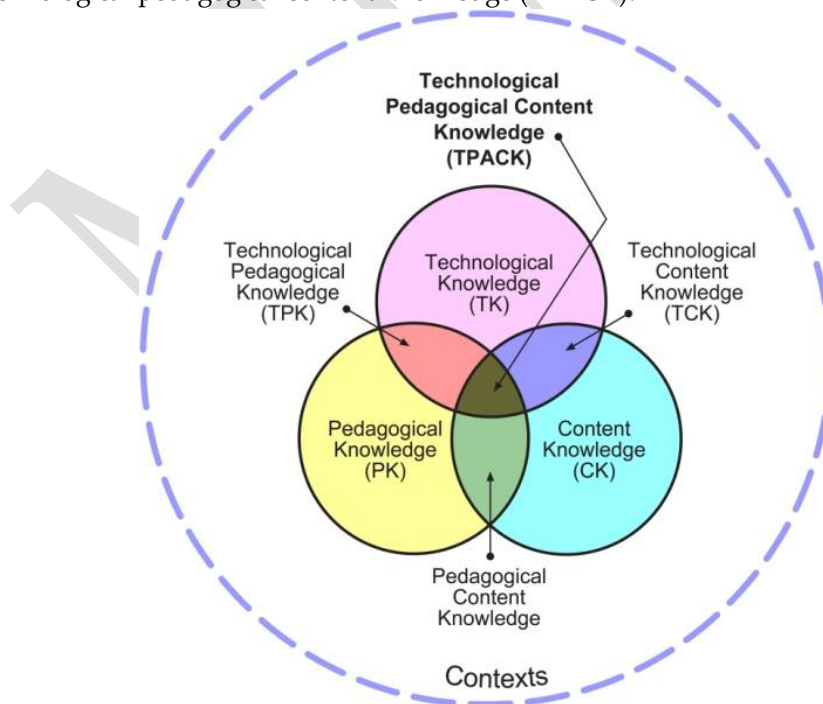 Technological
Pedagogical Content
Knowledge
(TPACK)
Technological
Pedagogical
Knowledge
(TPK)
Technological
Knowledge
(TK)
Technological
Content
Knowledge
(TCK)
Pedagogical
Knowledge
(PK)
Content
Knowledge
(CK)
Pedagogical
Content
Knowledge
Contexts